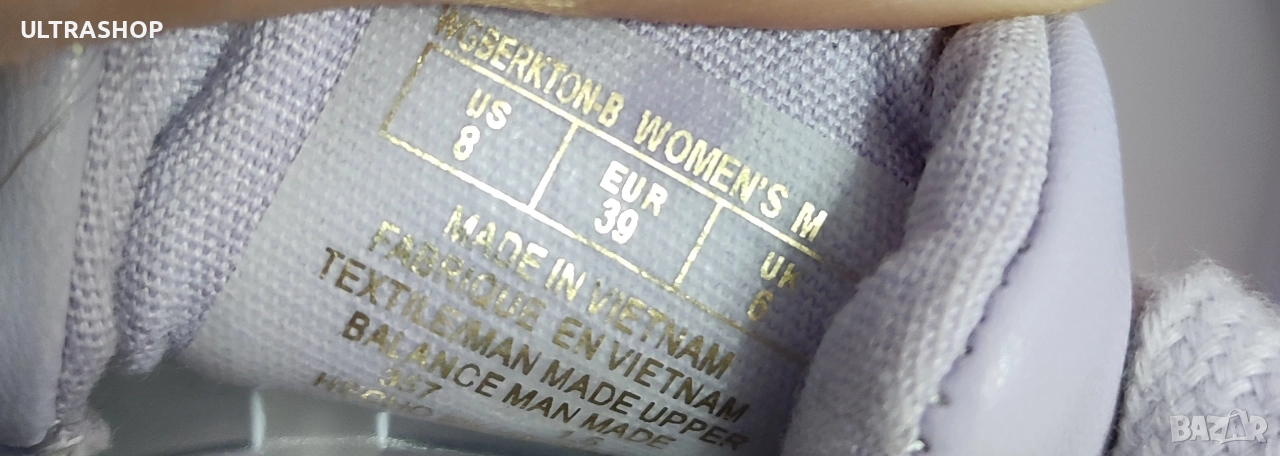 ULTRASHOP
WGBERKTON-B WOMEN'S M
US EUR UK
8 39 6
MADE IN VIETNAM
FABRIQUE EN VIETNAM
TEXTILE/MAN MADE UPPER
BALANCE MAN MADE
BAZAR